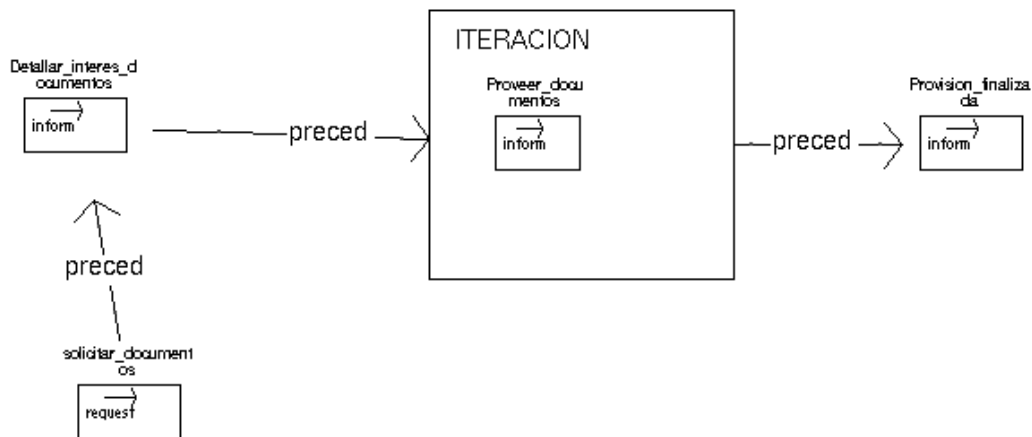 ITERACION
Detallar_interes_d
ocumentos
inform
preced
Proveer_docu
mentos
inform
preced
Provision_finaliza
da
inform
preced
solicitar_document
os
request